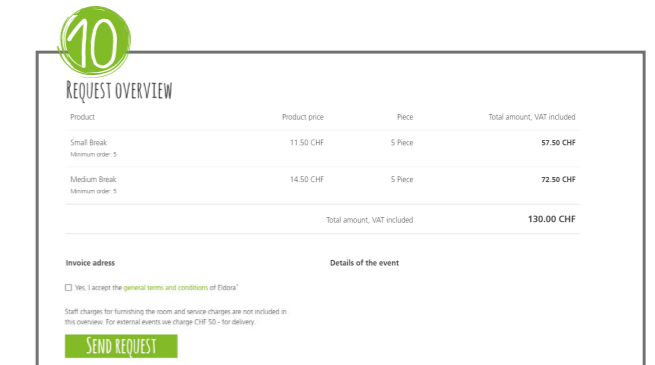 10
Request overview
Product Product price Piece Total amount, VAT included
Small Break 11.50 CHF 5 Piece 57.50 CHF
Minimum order: 5
Medium Break 14.50 CHF 5 Piece 72.50 CHF
Minimum order: 5
Total amount, VAT included 130.00 CHF
Invoice adress Details of the event
Yes, I accept the general terms and conditions of Eldora*
Staff charges for furnishing the room and service charges are not included in
this overview. For external events we charge CHF 50.- for delivery.
Send request